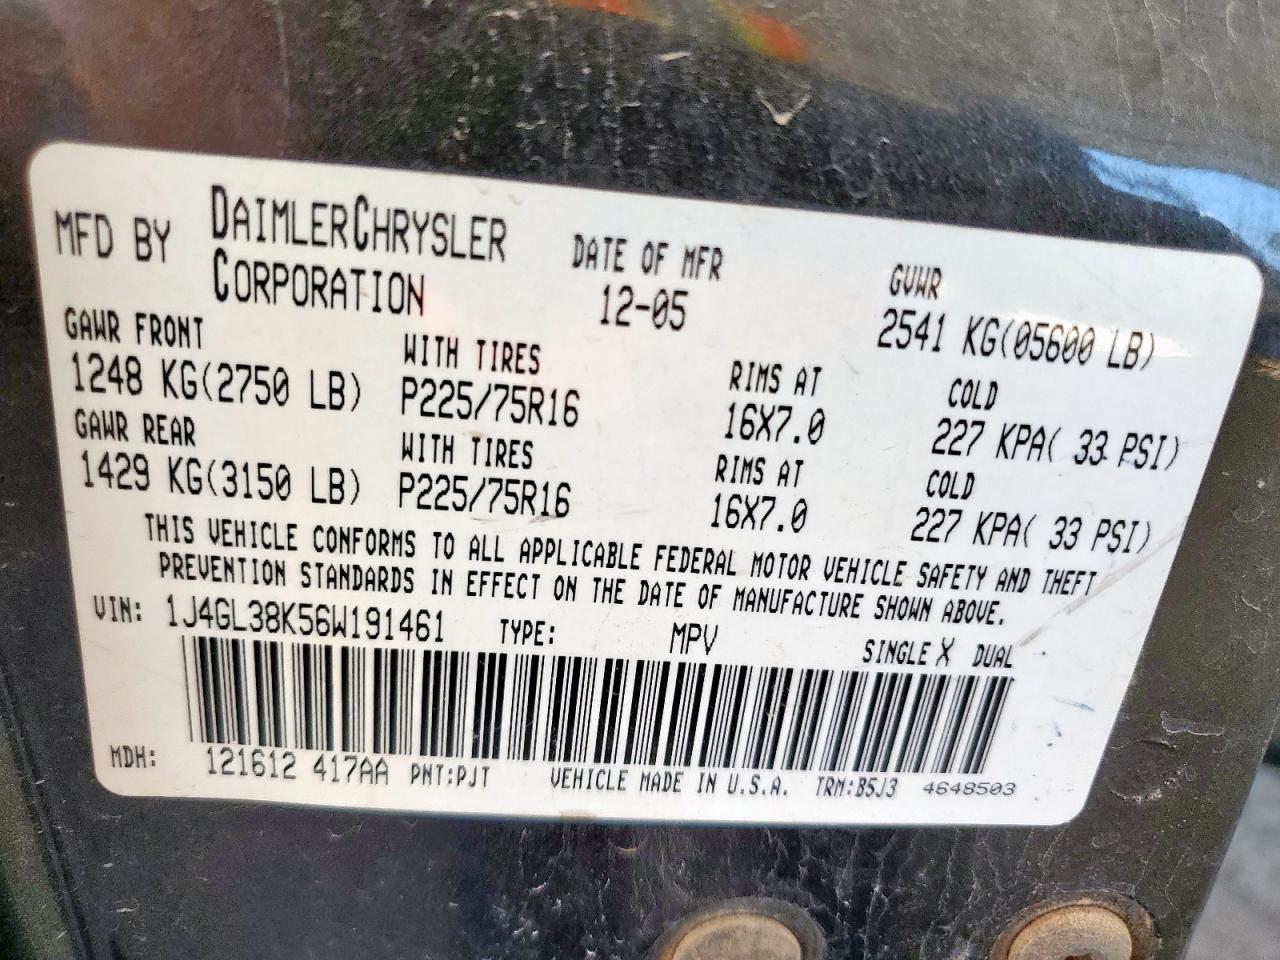 MFD BY DAIMLERCHRYSLER CORPORATION DATE OF MFR 12-05 GVWR 2541 KG(05600 LB)
GAWR FRONT WITH TIRES RIMS AT COLD
1248 KG(2750 LB) P225/75R16 16X7.0 227 KPA( 33 PSI)
GAWR REAR WITH TIRES RIMS AT COLD
1429 KG(3150 LB) P225/75R16 16X7.0 227 KPA( 33 PSI)
THIS VEHICLE CONFORMS TO ALL APPLICABLE FEDERAL MOTOR VEHICLE SAFETY AND THEFT
PREVENTION STANDARDS IN EFFECT ON THE DATE OF MANUFACTURE SHOWN ABOVE.
VIN: 1J4GL38K56W191461 TYPE: MPV SINGLE X DUAL
MDH: 121612 417AA PNT:PJT VEHICLE MADE IN U.S.A. TRM:B5J3 4648503